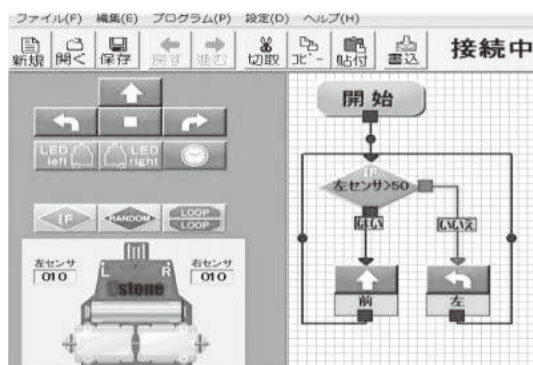 ファイル(F) 編集(E) プログラム(P) 設定(D) ヘルプ(H)
新規 開く 保存 戻す 進む 切取 コピー 貼付 書込 接続中
開始
LED left LED right
IF
左センサ>50
IF RANDOM LOOP LOOP
はい いいえ
左センサ 010 L R 右センサ 010
stone
前 左